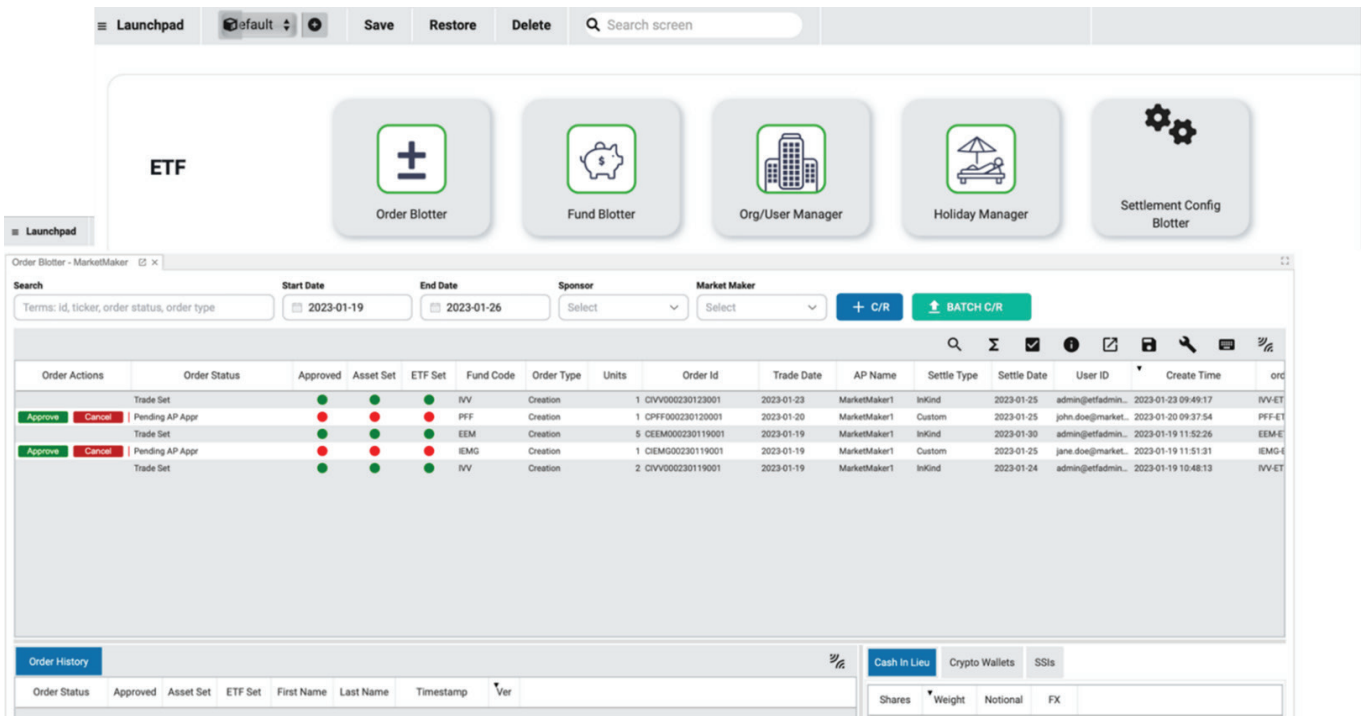 ≡ Launchpad efault Save Restore Delete Search screen
ETF
Order Blotter Fund Blotter Org/User Manager Holiday Manager Settlement Config
Blotter
≡ Launchpad
Order Blotter - MarketMaker
Search Start Date End Date Sponsor Market Maker
Terms: id, ticker, order status, order type 2023-01-19 2023-01-26 Select Select + C/R BATCH C/R
Order Actions Order Status Approved Asset Set ETF Set Fund Code Order Type Units Order Id Trade Date AP Name Settle Type Settle Date User ID Create Time ord
Trade Set IVV Creation 1 CIVV000230123001 2023-01-23 MarketMaker1 InKind 2023-01-25 admin@etfadmin... 2023-01-23 09:49:17 IVV-ET
Approve Cancel Pending AP Appr PFF Creation 1 CPFF000230120001 2023-01-20 MarketMaker1 Custom 2023-01-25 john.doe@market... 2023-01-20 09:37:54 PFF-ET
Trade Set EEM Creation 5 CEEM000230119001 2023-01-19 MarketMaker1 InKind 2023-01-30 admin@etfadmin... 2023-01-19 11:52:26 EEM-E
Approve Cancel Pending AP Appr IEMG Creation 1 CIEMG00230119001 2023-01-19 MarketMaker1 Custom 2023-01-25 jane.doe@market... 2023-01-19 11:51:31 IEMG-E
Trade Set IVV Creation 2 CIVV000230119001 2023-01-19 MarketMaker1 InKind 2023-01-24 admin@etfadmin... 2023-01-19 10:48:13 IVV-ET
Order History Cash In Lieu Crypto Wallets SSIs
Order Status Approved Asset Set ETF Set First Name Last Name Timestamp Ver Shares Weight Notional FX